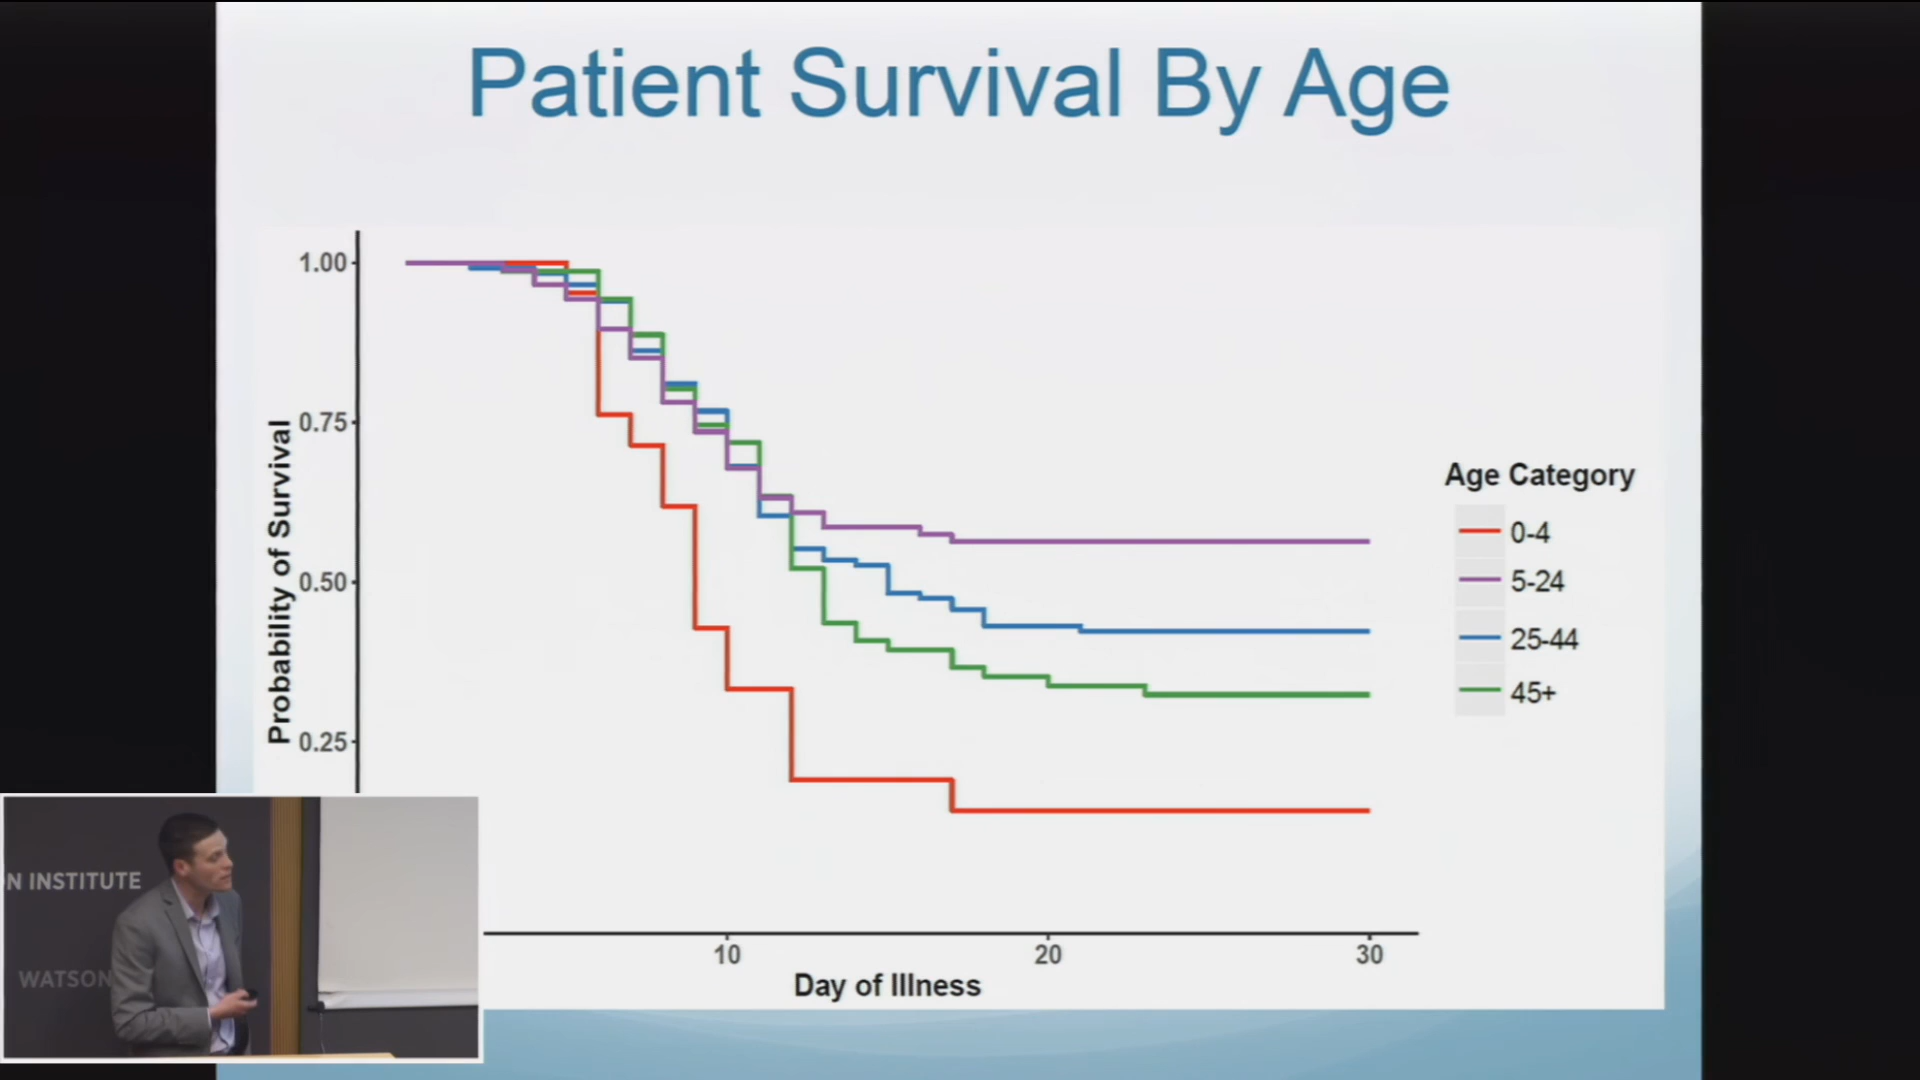 Patient Survival By Age
1.00
0.75
0.50
0.25
Probability of Survival
10
20
30
Day of Illness
Age Category
0-4
5-24
25-44
45+
N INSTITUTE
WATSON